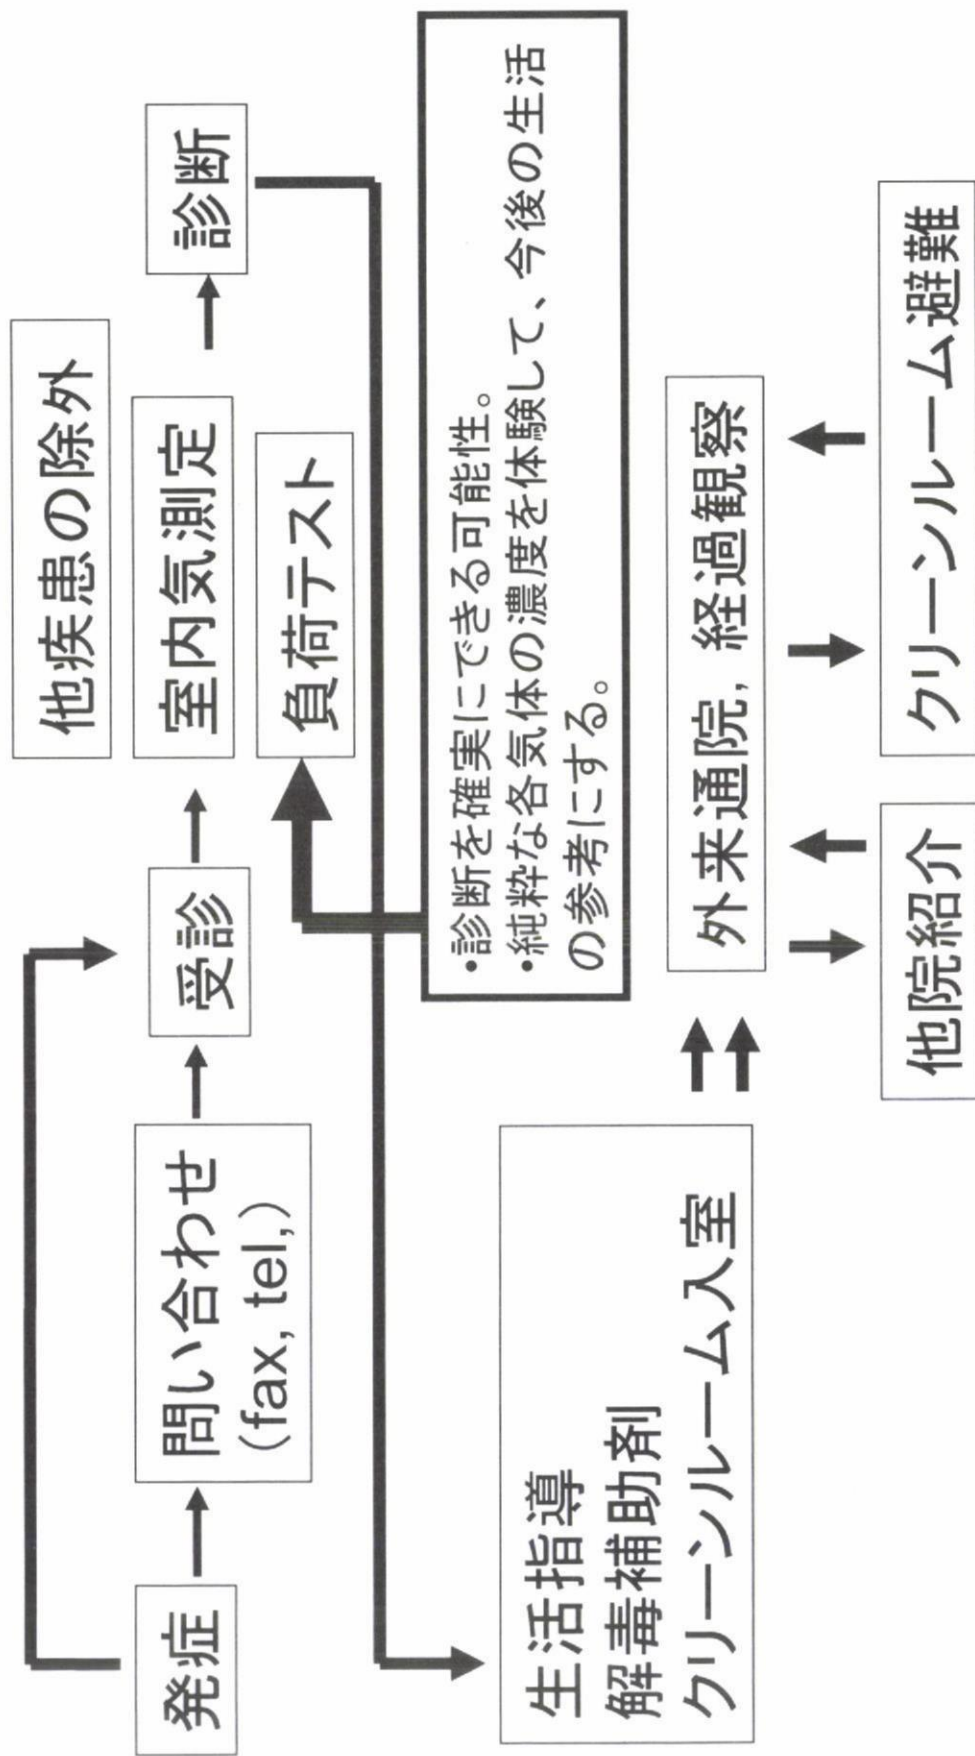 発症
問い合わせ
(fax, tel,)
受診
他疾患の除外
室内気測定
負荷テスト
診断
・診断を確実にできる可能性。
・純粋な各気体の濃度を体験して、今後の生活
の参考にする。
生活指導
解毒補助剤
クリーンルーム入室
外来通院, 経過観察
他院紹介
クリーンルーム避難